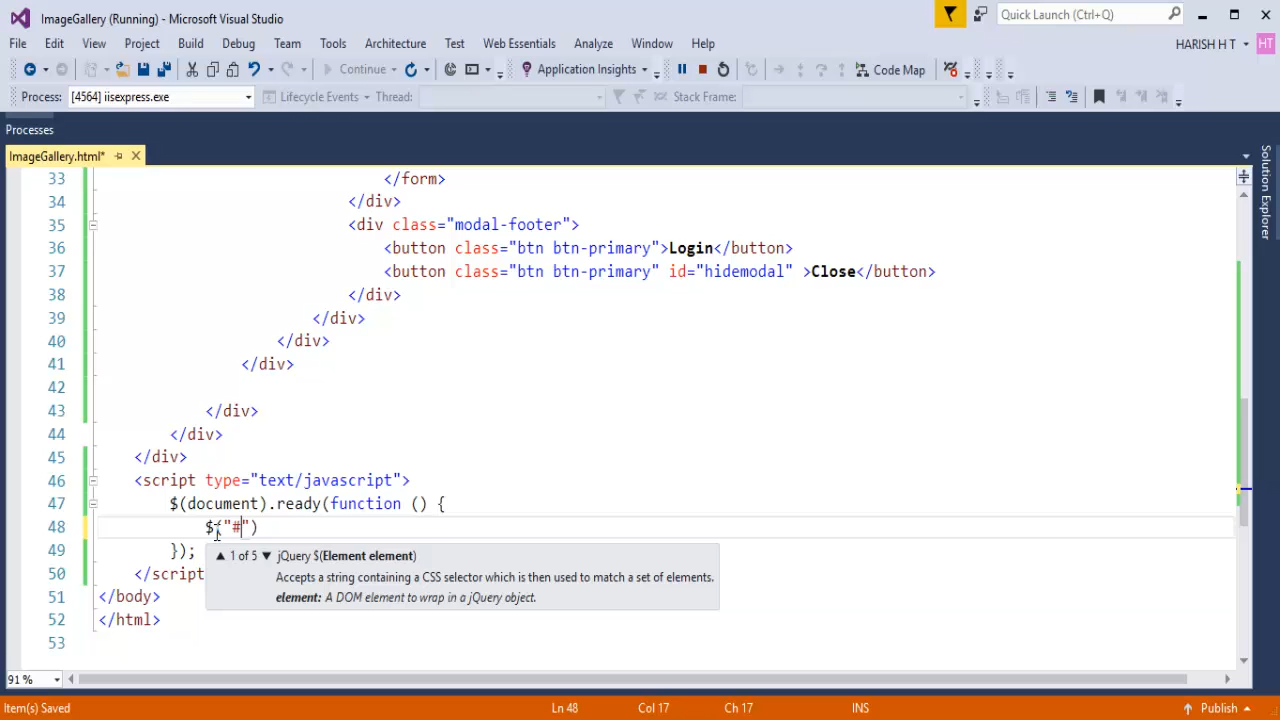 ImageGallery (Running) - Microsoft Visual Studio
Quick Launch (Ctrl+Q)
File Edit View Project Build Debug Team Tools Architecture Test Web Essentials Analyze Window Help
HARISH H T HT
Continue Application Insights Code Map
Process: [4564] iisexpress.exe Lifecycle Events Thread: Stack Frame:
Processes
ImageGallery.html*
Solution Explorer
33 </form>
34 </div>
35 <div class="modal-footer">
36 <button class="btn btn-primary">Login</button>
37 <button class="btn btn-primary" id="hidemodal" >Close</button>
38 </div>
39 </div>
40 </div>
41 </div>
42
43 </div>
44 </div>
45 </div>
46 <script type="text/javascript">
47 $(document).ready(function () {
48 $("#")
49 });
1 of 5 jQuery $(Element element)
Accepts a string containing a CSS selector which is then used to match a set of elements.
element: A DOM element to wrap in a jQuery object.
50 </script
51 </body>
52 </html>
53
91 %
Item(s) Saved Ln 48 Col 17 Ch 17 INS Publish